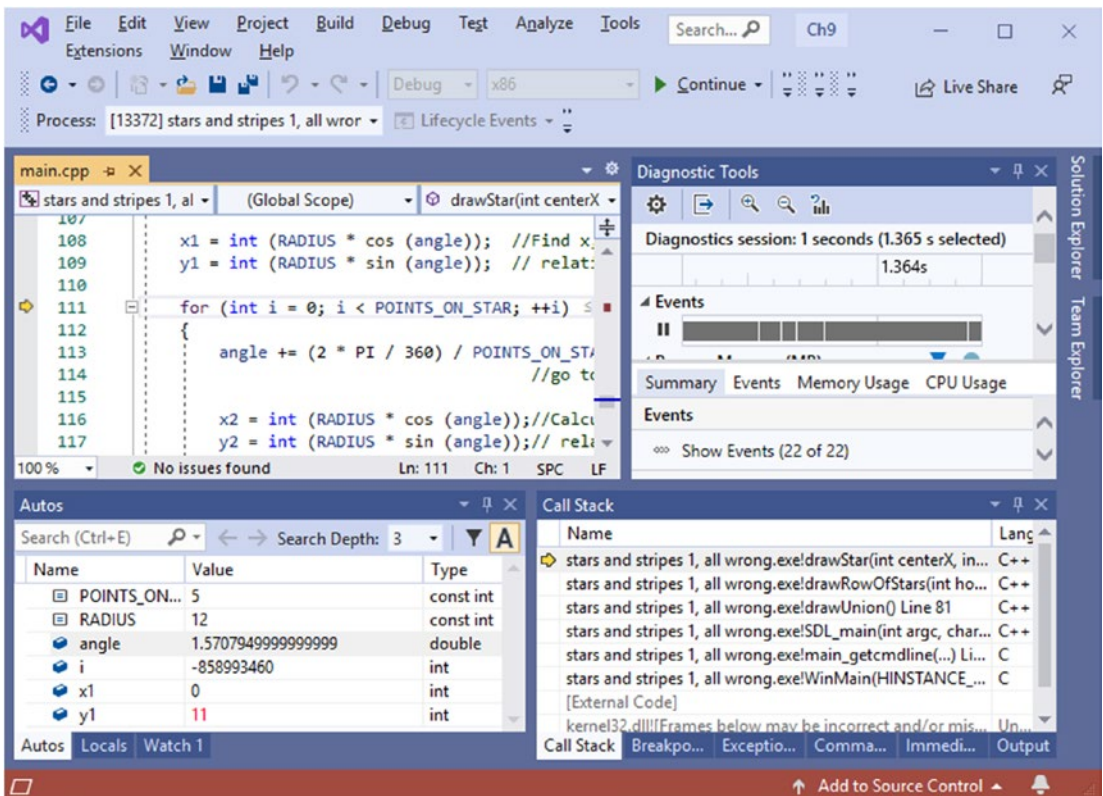 File Edit View Project Build Debug Test Analyze Tools Search... Ch9
Extensions Window Help
Debug x86 Continue Live Share
Process: [13372] stars and stripes 1, all wror Lifecycle Events
main.cpp
stars and stripes 1, al (Global Scope) drawStar(int centerX
107
108 x1 = int (RADIUS * cos (angle)); //Find x
109 y1 = int (RADIUS * sin (angle)); // relati
110
111 for (int i = 0; i < POINTS_ON_STAR; ++i)
112 {
113 angle += (2 * PI / 360) / POINTS_ON_STA
114 //go to
115
116 x2 = int (RADIUS * cos (angle));//Calcu
117 y2 = int (RADIUS * sin (angle));// rela
100 % No issues found Ln: 111 Ch: 1 SPC LF
Diagnostic Tools
Diagnostics session: 1 seconds (1.365 s selected)
1.364s
Events
Summary Events Memory Usage CPU Usage
Events
Show Events (22 of 22)
Solution Explorer
Team Explorer
Autos
Search (Ctrl+E) Search Depth: 3 A
Name Value Type
POINTS_ON... 5 const int
RADIUS 12 const int
angle 1.5707949999999999 double
i -858993460 int
x1 0 int
y1 11 int
Autos Locals Watch 1
Call Stack
Name Lang
stars and stripes 1, all wrong.exe!drawStar(int centerX, in... C++
stars and stripes 1, all wrong.exe!drawRowOfStars(int ho... C++
stars and stripes 1, all wrong.exe!drawUnion() Line 81 C++
stars and stripes 1, all wrong.exe!SDL_main(int argc, char... C++
stars and stripes 1, all wrong.exe!main_getcmdline(...) Li... C
stars and stripes 1, all wrong.exe!WinMain(HINSTANCE_... C
[External Code]
kernel32.dll![Frames below may be incorrect and/or mis... Un...
Call Stack Breakpo... Exceptio... Comma... Immedi... Output
Add to Source Control